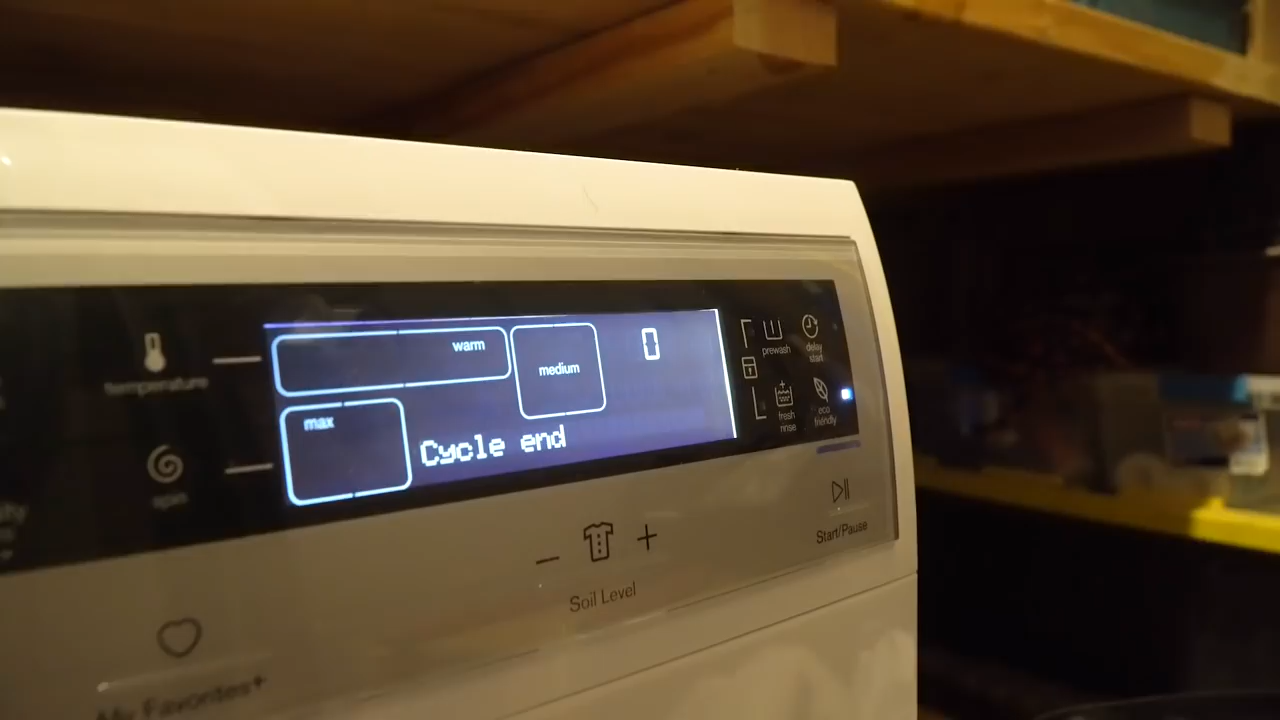 temperature
spin
warm
medium
0
max
Cycle end
prewash
delay
start
fresh
rinse
eco
friendly
Start/Pause
Soil Level
My Favorites+